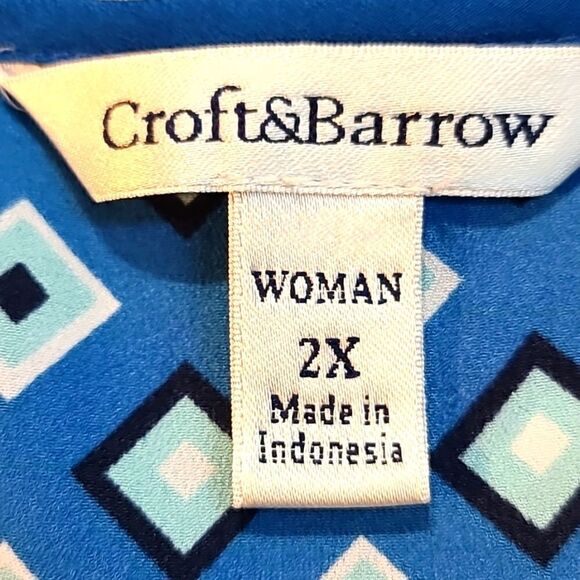 Croft&Barrow
WOMAN
2X
Made in
Indonesia